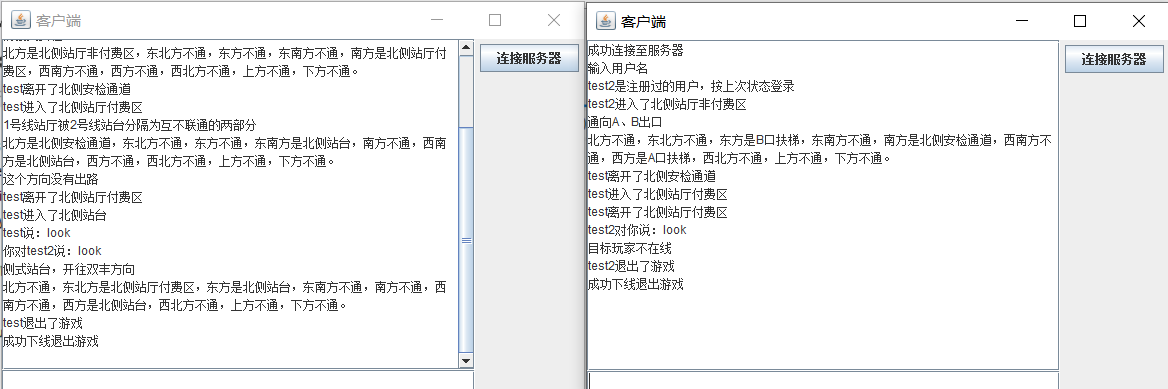 客户端
北方是北侧站厅非付费区，东北方不通，东方不通，东南方不通，南方是北侧站厅付
费区，西南方不通，西方不通，西北方不通，上方不通，下方不通。
test离开了北侧安检通道
test进入了北侧站厅付费区
1号线站厅被2号线站台分隔为互不联通的两部分
北方是北侧安检通道，东北方不通，东方不通，东南方是北侧站台，南方不通，西南
方是北侧站台，西方不通，西北方不通，上方不通，下方不通。
这个方向没有出路
test离开了北侧站厅付费区
test进入了北侧站台
test说：look
你对test2说：look
侧式站台，开往双丰方向
北方不通，东北方是北侧站厅付费区，东方是北侧站台，东南方不通，南方不通，西
南方不通，西方是北侧站台，西北方不通，上方不通，下方不通。
test退出了游戏
成功下线退出游戏
连接服务器
客户端
成功连接至服务器
输入用户名
test2是注册过的用户，按上次状态登录
test2进入了北侧站厅非付费区
通向A、B出口
北方不通，东北方不通，东方是B口扶梯，东南方不通，南方是北侧安检通道，西南方不
通，西方是A口扶梯，西北方不通，上方不通，下方不通。
test离开了北侧安检通道
test进入了北侧站厅付费区
test离开了北侧站厅付费区
test2对你说：look
目标玩家不在线
test2退出了游戏
成功下线退出游戏
连接服务器